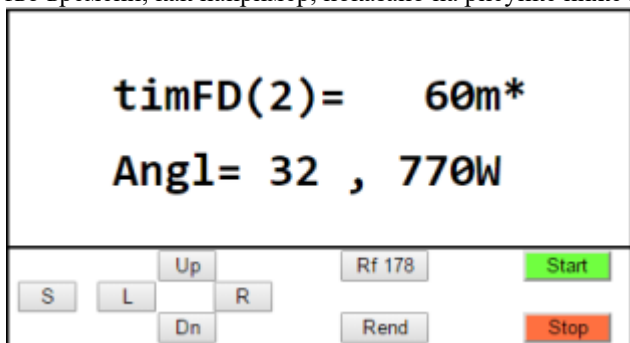 timFD(2)= 60m*
Angl= 32 , 770W
Up Rf 178 Start
S L R
Dn Rend Stop